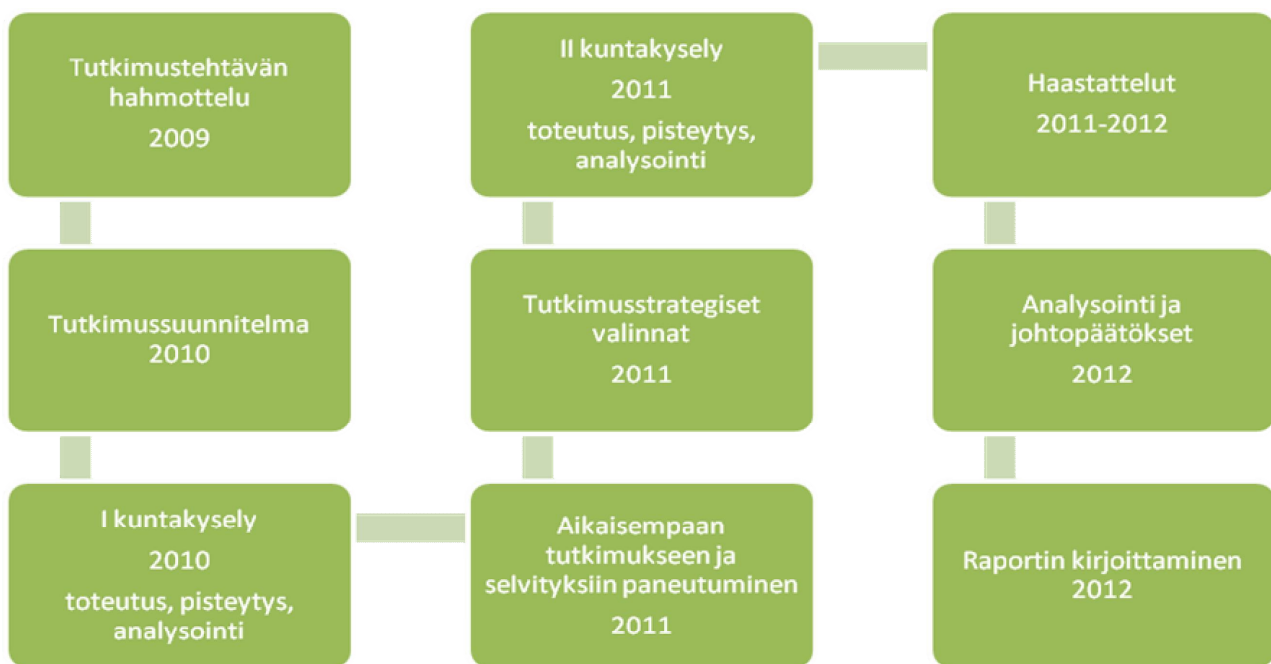 Tutkimustehtävän
hahmottelu
2009
Tutkimussuunnitelma
2010
I kuntakysely
2010
toteutus, pisteytys,
analysointi
Aikaisempaan
tutkimukseen ja
selvityksiin paneutuminen
2011
Tutkimusstrategiset
valinnat
2011
II kuntakysely
2011
toteutus, pisteytys,
analysointi
Haastattelut
2011-2012
Analysointi ja
johtopäätökset
2012
Raportin kirjoittaminen
2012